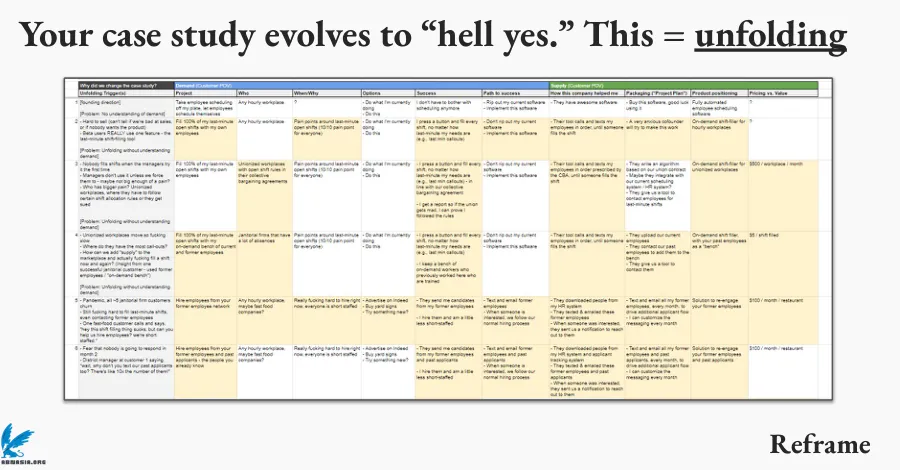 Your case study evolves to “hell yes.” This = unfolding
Why did we change the case study?
Demand (Customer POV)
Supply (Customer POV)
Unfolding Trigger(s)
Project
Who
When/Why
Options
Success
Path to success
How this company helped me
Packaging ("Project Plan")
Product positioning
Pricing vs. Value
1
[founding direction]
[Problem: No understanding of demand]
Take employee scheduling
off my plate, let employees
schedule themselves
Any hourly workplace
?
- Do what I'm currently
doing
- Do this
I don't have to bother with
scheduling anymore
- Rip out my current software
- Implement this software
- They have awesome software
- Buy this software, good luck
using it
Fully automated
employee scheduling
software
?
2
- Hard to sell (can't tell if we're bad at sales,
or if nobody wants the product)
- Beta users REALLY use one feature - the
last minute shift-filling tool
[Problem: Unfolding without understanding
demand]
Fill 100% of my last-minute
open shifts with my own
employees
Any hourly workplace
Pain points around last-minute
open shifts (10/10 pain point
for everyone)
- Do what I'm currently
doing
- Do this
I press a button and fill every
shift, no matter how
last-minute my needs are
(e.g., last min callouts)
- Don't rip out my current
software
- Implement this software
- Their tool calls and texts my
employees in order, until someone
fills the shift
- A very anxious cofounder
will try to make this work
On-demand shift-filler for
hourly workplaces
?
3
- Nobody fills shifts when the managers try
it the first time
- Managers don't use it unless we force
them to - maybe not big enough of a pain?
- Who has bigger pain? Unionized
workplaces, where they have to follow
certain shift allocation rules or they get
sued
[Problem: Unfolding without understanding
demand]
Fill 100% of my last-minute
open shifts with my own
employees
Unionized workplaces
with open shift rules in
their collective
bargaining agreements
Pain points around last-minute
open shifts (10/10 pain point
for everyone)
- Do what I'm currently
doing
- Do this
- I press a button and fill every
shift, no matter how
last-minute my needs are
(e.g., last min callouts) - in
line with our collective
bargaining agreement
- I get a report so if the union
gets mad, I can prove I
followed the rules
- Don't rip out my current
software
- Implement this software
- Their tool calls and texts my
employees in order prescribed by
the CBA, until someone fills the
shift
- They write an algorithm
based on our union contract
- Maybe they integrate with
our current scheduling
system / HR system?
- They give us a tool to
contact employees for
last-minute shifts
On-demand shift-filler for
unionized workplaces
$500 / workplace / month
4
- Unionized workplaces move so fucking
slow
- Where do they have the most call-outs?
- How can we add "supply" to the
marketplace and actually fucking fill a shift
now and again? (Insight from one
successful janitorial customer - used former
employees / "on-demand bench")
[Problem: Unfolding without understanding
demand]
Fill 100% of my last-minute
open shifts with my
on-demand bench of current
and former employees
Janitorial firms that have
a lot of absences
Pain points around last-minute
open shifts (10/10 pain point
for everyone)
- Do what I'm currently
doing
- Do this
- I press a button and fill every
shift, no matter how
last-minute my needs are
(e.g., last min callouts)
- I keep a bench of
on-demand workers who
previously worked here who
are trained
- Don't rip out my current
software
- Implement this software
- Their tool calls and texts my
employees in order, until someone
fills the shift
- They upload our current
employees
- They contact our past
employees to add them to the
bench
- They give us a tool to
contact them
On-demand shift filler,
with your past employees
as a "bench"
$5 / shift filled
5
- Pandemic, all ~8 janitorial firm customers
churn
- Still fucking hard to fill last-minute shifts,
even contacting former employees
- One fast-food customer calls and says,
"hey this shift filling thing sucks, but can you
help us hire employees? we're short
staffed."
Hire employees from your
former employee network
Any hourly workplace,
maybe fast food
companies?
Really fucking hard to hire right
now, everyone is short staffed
- Advertise on Indeed
- Buy yard signs
- Try something new?
- They send me candidates
from my former employees
- I hire them and am a little
less short-staffed
- Text and email former
employees
- When someone is interested,
we follow our normal hiring
process
- They downloaded people from
my HR system
- They texted & emailed these
former employees
- When someone was interested,
they sent us a notification to reach
out to them
- Text and email all my former
employees, every month, to
drive additional applicant flow
- I can customize the
messaging every month
Solution to re-engage
your former employees
$100 / month / restaurant
6
- Fear that nobody is going to respond in
month 2
- District manager at customer 1 saying
"wait, why don't you text our past applicants
too? There's like 10x the number of them!"
Hire employees from your
former employees and past
applicants - the people you
already know
Any hourly workplace,
maybe fast food
companies?
Really fucking hard to hire right
now, everyone is short staffed
- Advertise on Indeed
- Buy yard signs
- Try something new?
- They send me candidates
from my former employees
and past applicants
- I hire them and am a little
less short-staffed
- Text and email former
employees and past
applicants
- When someone is
interested, we follow our
normal hiring process
- They downloaded people from
my HR system and applicant
tracking system
- They texted & emailed these
former employees and past
applicants
- When someone was interested,
they sent us a notification to reach
out to them
- Text and email all my former
employees and past
applicants, every month, to
drive additional applicant flow
- I can customize the
messaging every month
Solution to re-engage
your former employees
and past applicants
$100 / month / restaurant
Reframe